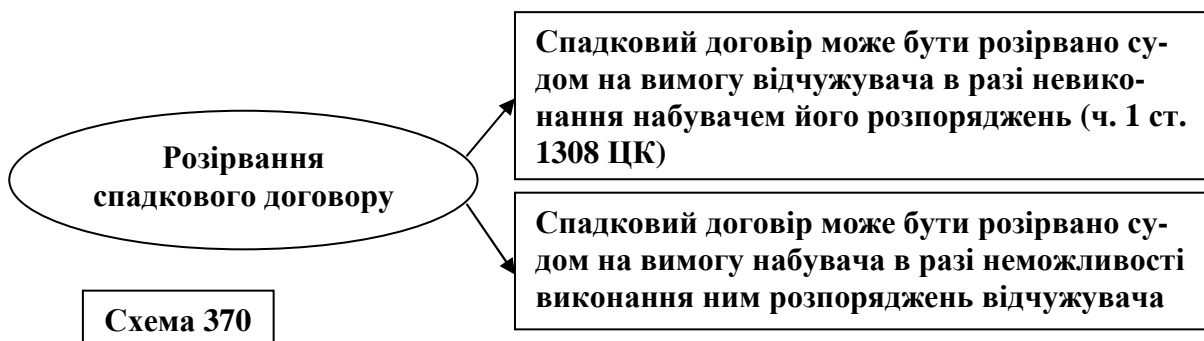 Розірвання
спадкового договору
Спадковий договір може бути розірвано су-
дом на вимогу відчужувача в разі невико-
нання набувачем його розпоряджень (ч. 1 ст.
1308 ЦК)
Спадковий договір може бути розірвано су-
дом на вимогу набувача в разі неможливості
виконання ним розпоряджень відчужувача
Схема 370